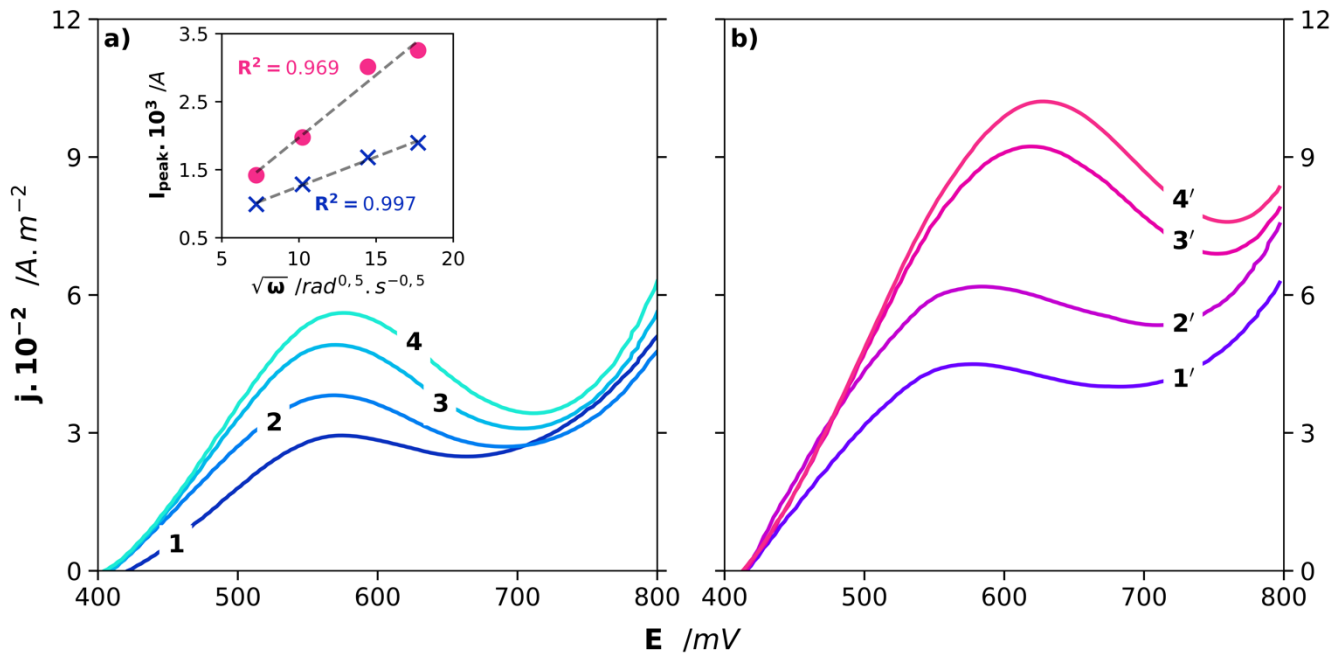 a)
b)
j.10⁻² /A.m⁻²
12
9
6
3
0
400 500 600 700 800
1
2
3
4
I_peak.10³ /A
3.5
2.5
1.5
0.5
5 10 15 20
R² = 0.969
R² = 0.997
√ω /rad^0,5.s^−0,5
4′
3′
2′
1′
12
9
6
3
0
400 500 600 700 800
E /mV